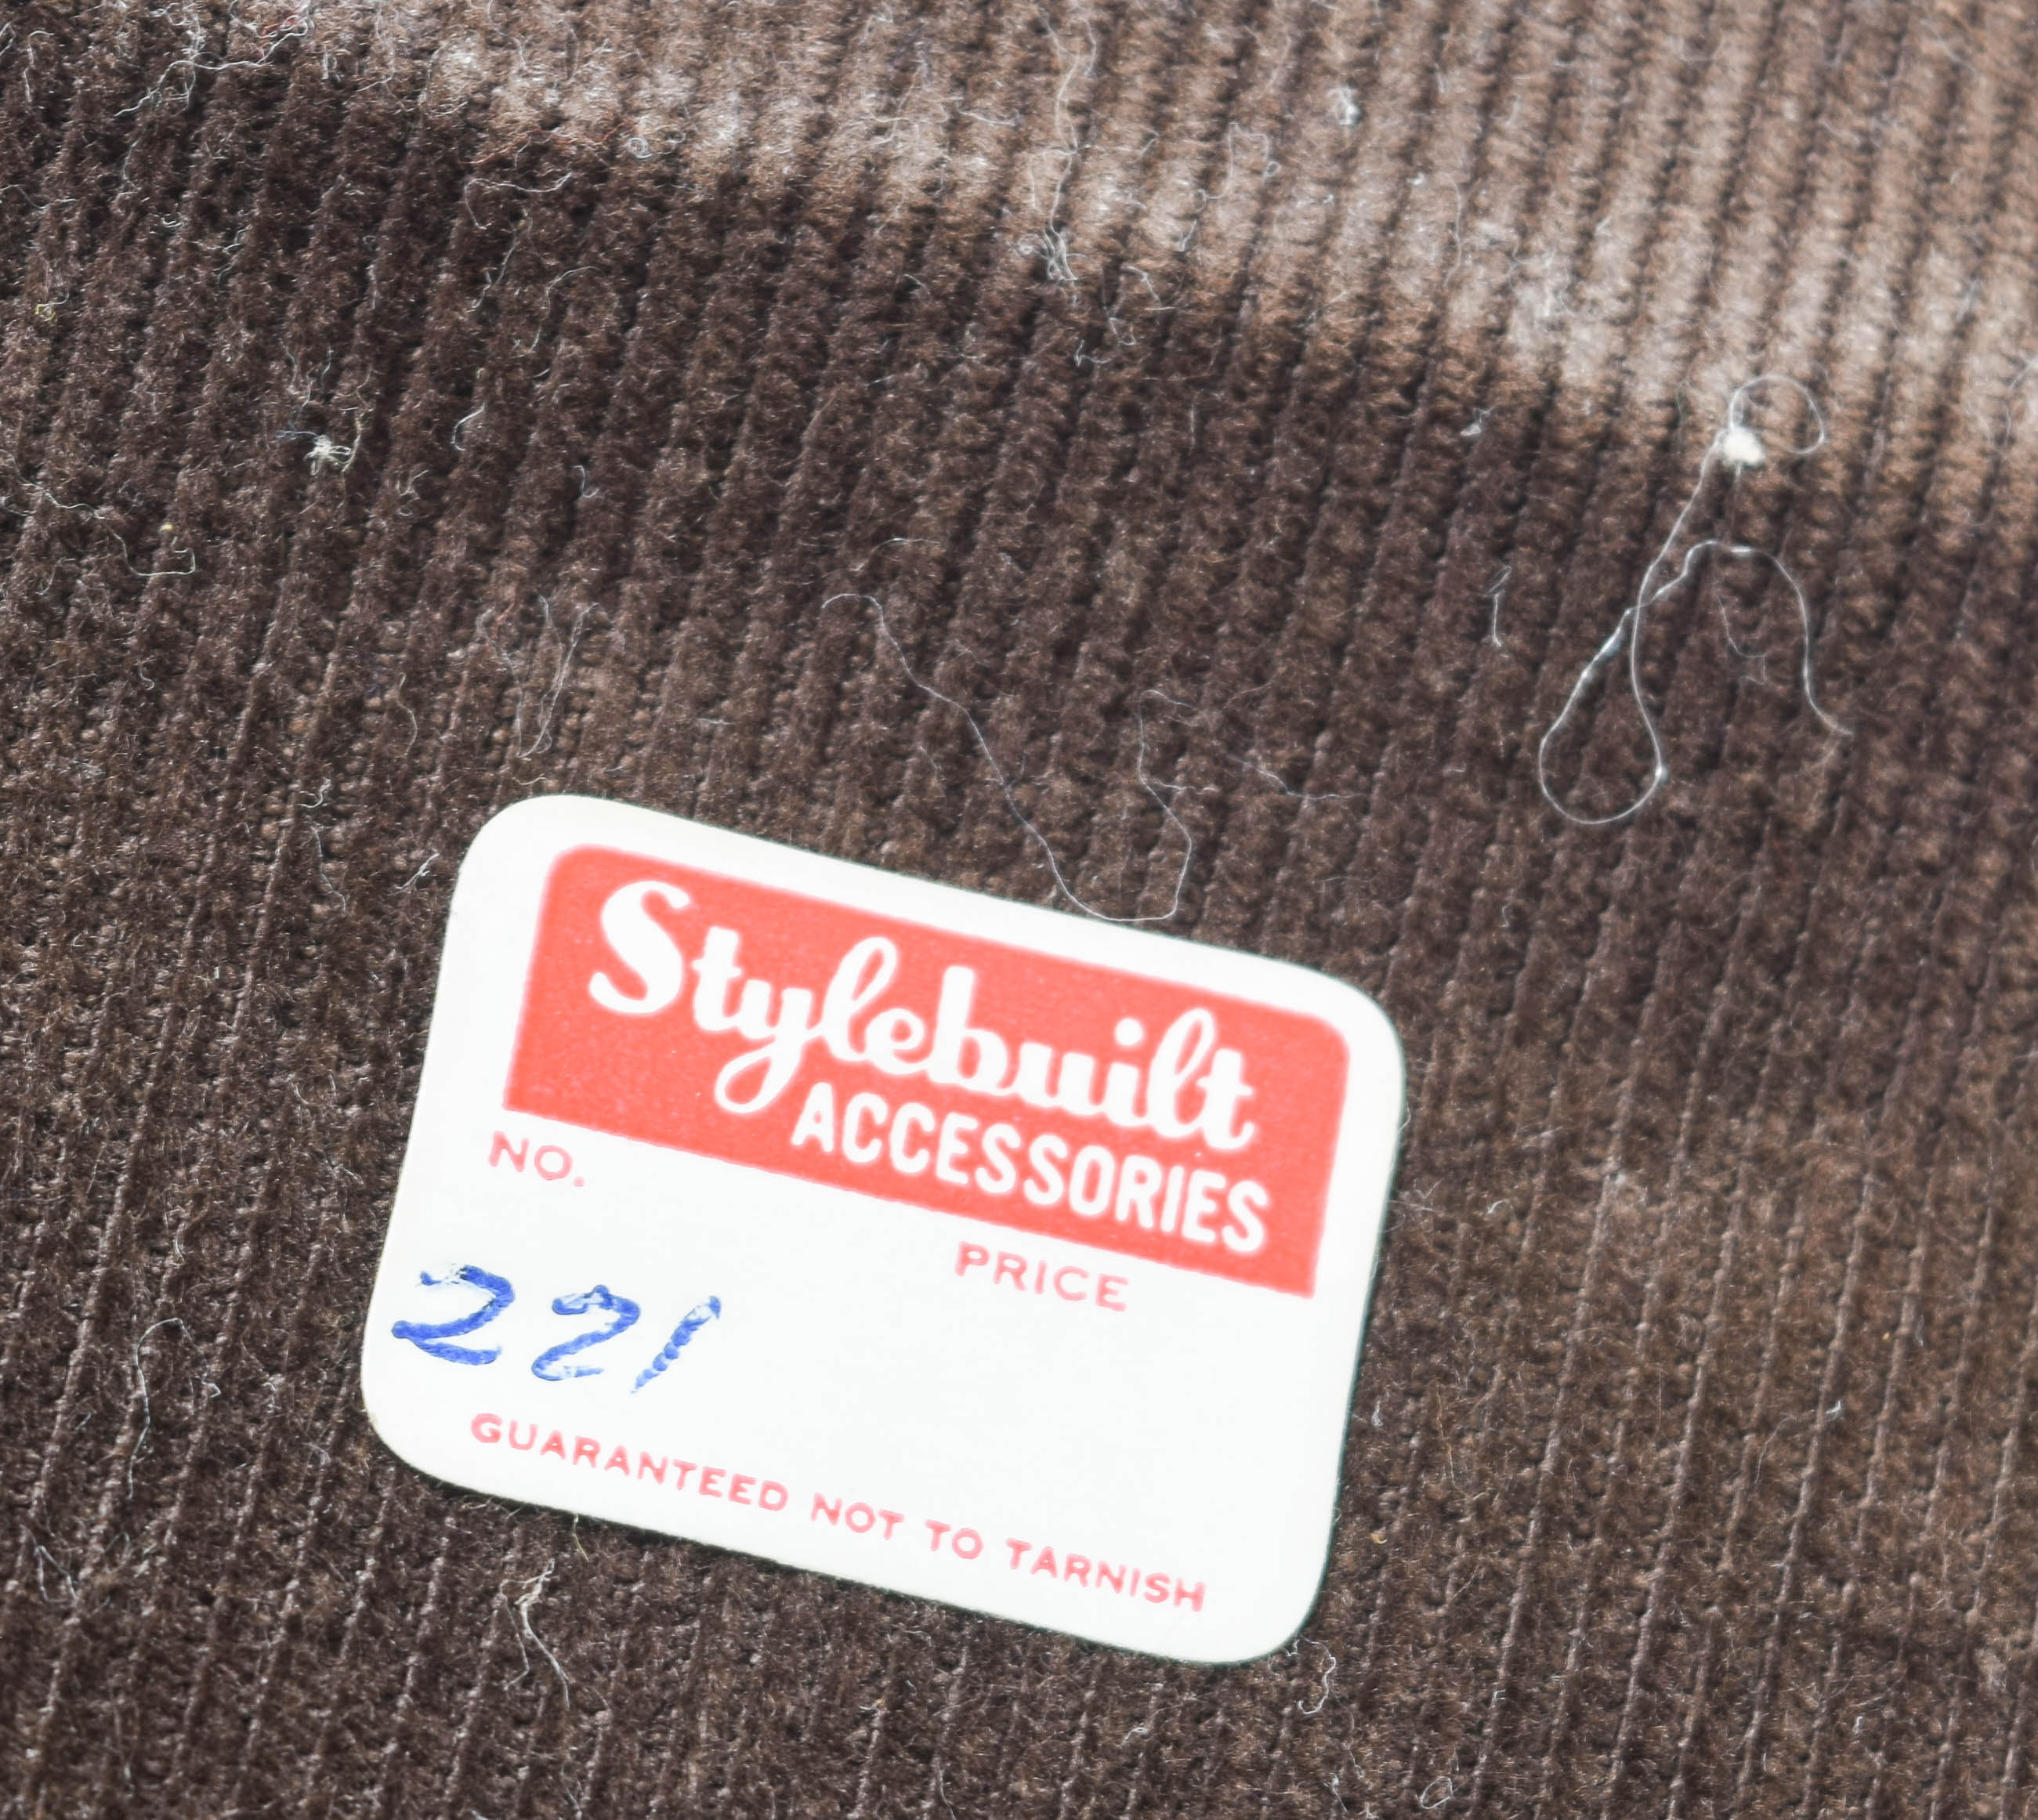 Stylebuilt
ACCESSORIES
NO.
PRICE
221
GUARANTEED NOT TO TARNISH